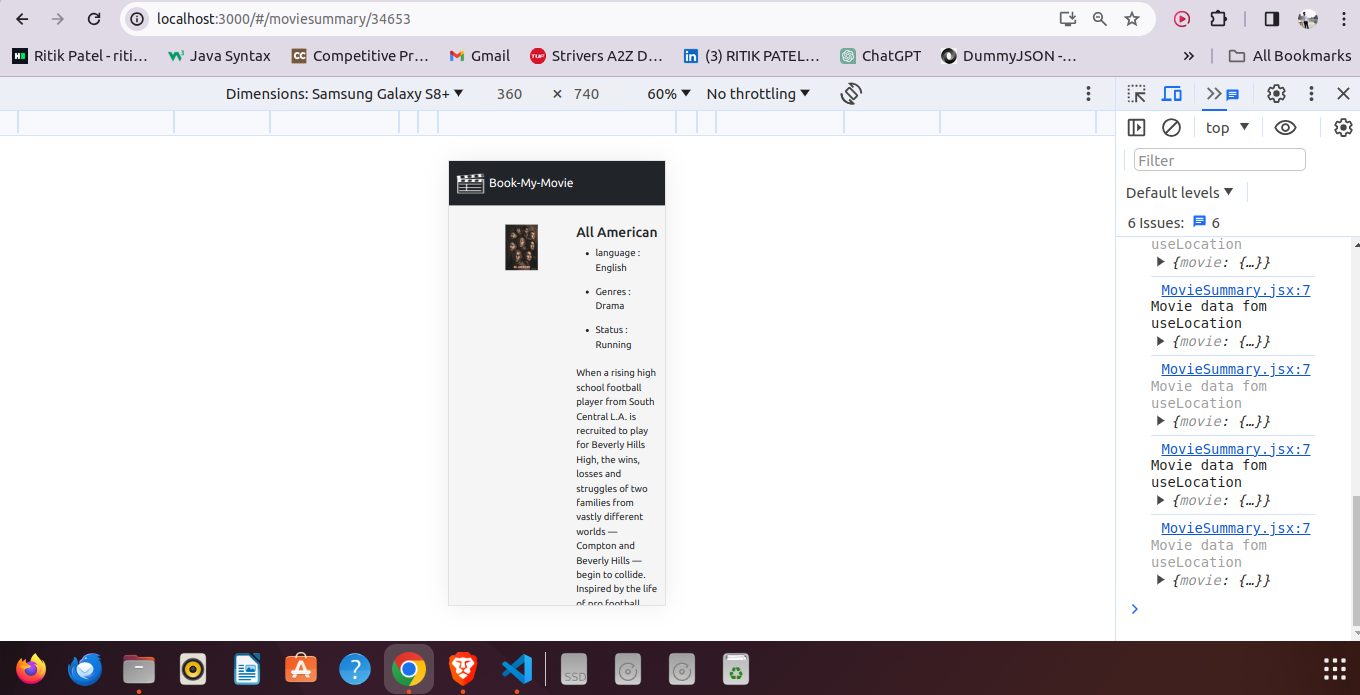 localhost:3000/#/moviesummary/34653
Ritik Patel - riti...
Java Syntax
CC
Competitive Pr...
Gmail
TUF
Strivers A2Z D...
(3) RITIK PATEL...
ChatGPT
DummyJSON -...
»
All Bookmarks
Dimensions: Samsung Galaxy S8+ ▼
360
×
740
60% ▼
No throttling ▼
top ▼
Filter
Default levels ▼
6 Issues:
6
Book-My-Movie
All American
• language :
English
• Genres :
Drama
• Status :
Running
When a rising high
school football
player from South
Central L.A. is
recruited to play
for Beverly Hills
High, the wins,
losses and
struggles of two
families from
vastly different
worlds —
Compton and
Beverly Hills —
begin to collide.
Inspired by the life
of pro football
useLocation
▶ {movie: {…}}
MovieSummary.jsx:7
Movie data fom
useLocation
▶ {movie: {…}}
MovieSummary.jsx:7
Movie data fom
useLocation
▶ {movie: {…}}
MovieSummary.jsx:7
Movie data fom
useLocation
▶ {movie: {…}}
MovieSummary.jsx:7
Movie data fom
useLocation
▶ {movie: {…}}
SSD